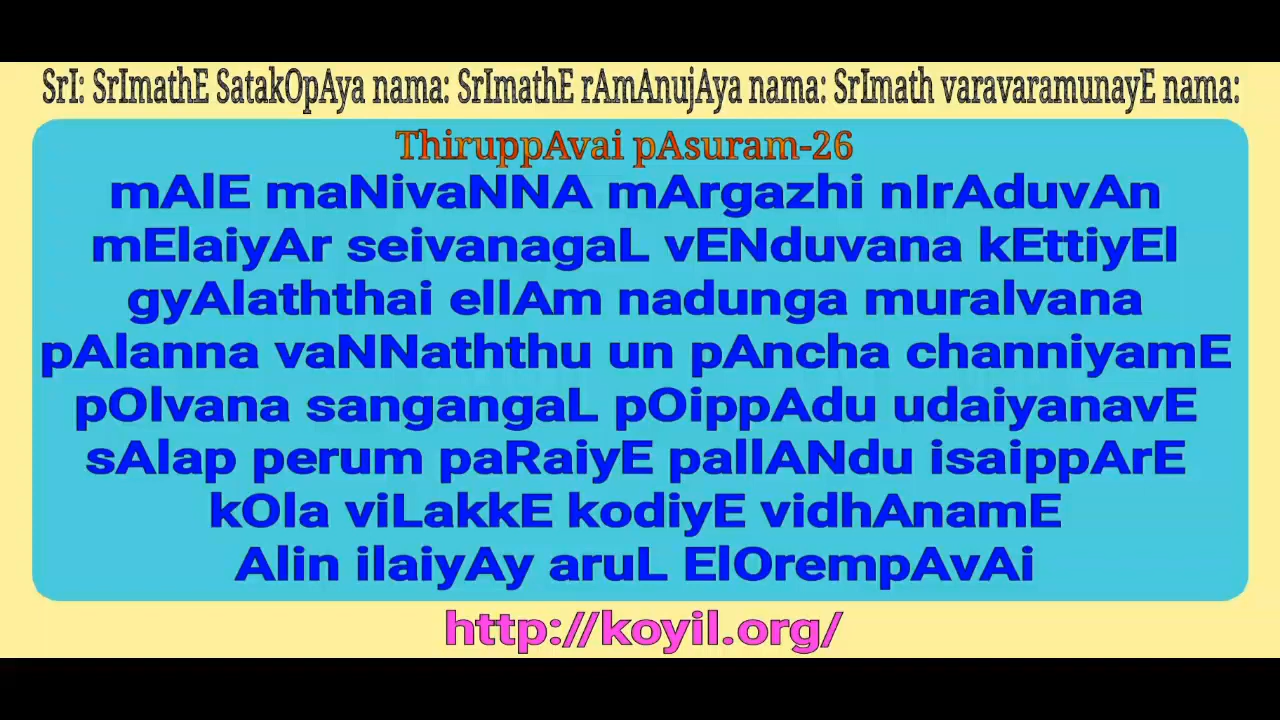 SrI: SrImathE SatakOpAya nama: SrImathE rAmAnujAya nama: SrImath varavaramunayE nama:
ThiruppAvai pAsuram-26
mAlE maNivaNNA mArgazhi nIrAduvAn
mElaiyAr seivanagaL vENduvana kEttiyEl
gyAlaththai ellAm nadunga muralvana
pAlanna vaNNaththu un pAncha channiyamE
pOlvana sangangaL pOippAdu udaiyanavE
sAlap perum paRaiyE pallANdu isaippArE
kOla viLakkE kodiyE vidhAnamE
Alin ilaiyAy aruL ElOrempAvAi
http://koyil.org/